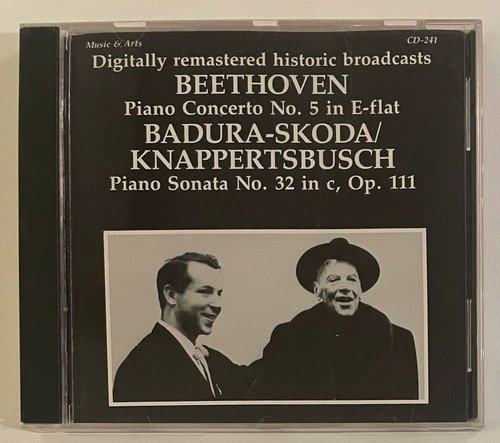 Music & Arts
CD-241
Digitally remastered historic broadcasts
BEETHOVEN
Piano Concerto No. 5 in E-flat
BADURA-SKODA/
KNAPPERTSBUSCH
Piano Sonata No. 32 in c, Op. 111